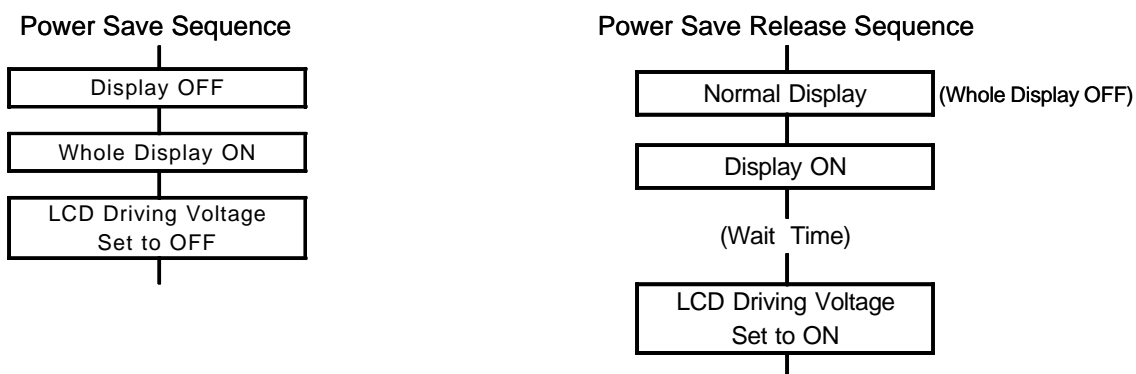 Power Save Sequence
Display OFF
Whole Display ON
LCD Driving Voltage
Set to OFF
Power Save Release Sequence
Normal Display
(Whole Display OFF)
Display ON
(Wait Time)
LCD Driving Voltage
Set to ON